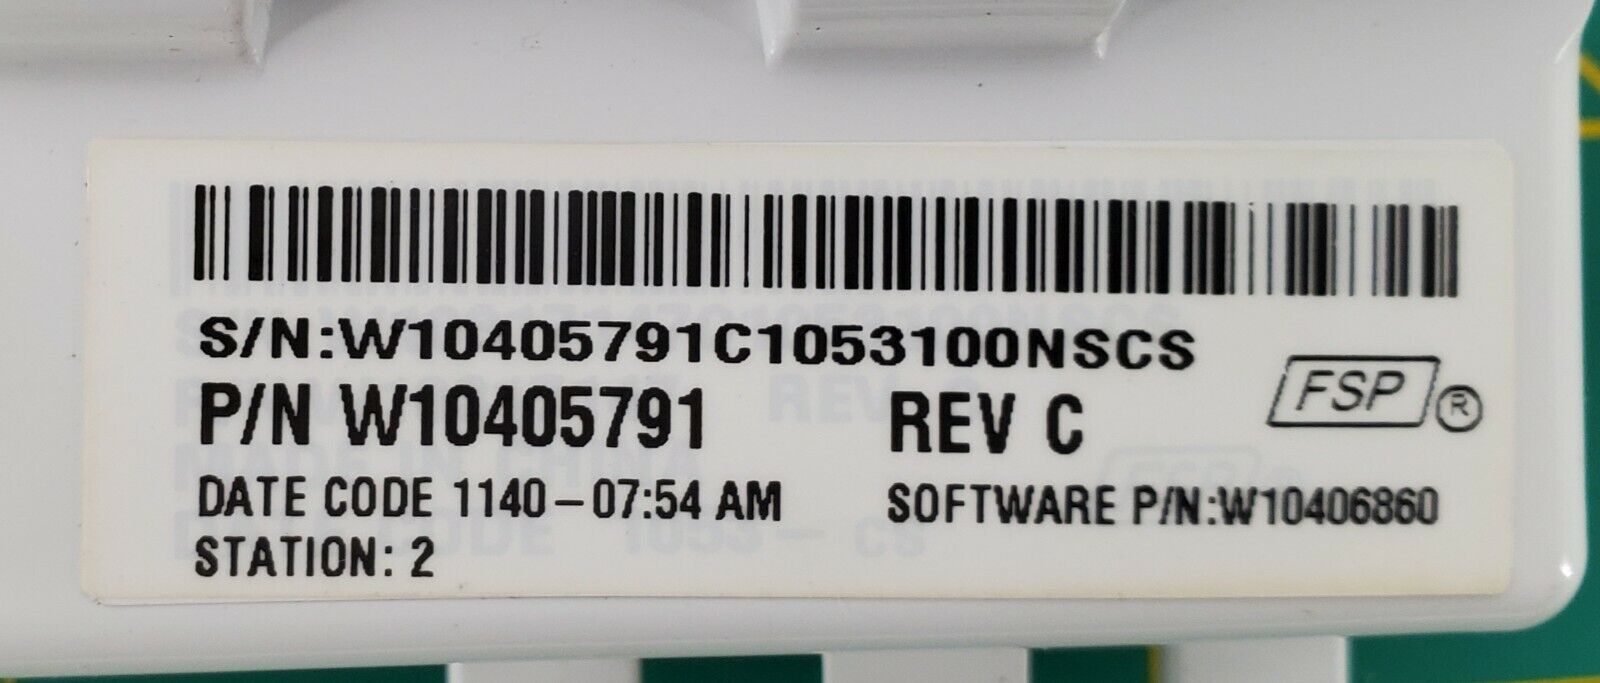 S/N:W10405791C1053100NSCS
P/N W10405791 REV C FSP®
DATE CODE 1140-07:54 AM SOFTWARE P/N:W10406860
STATION: 2